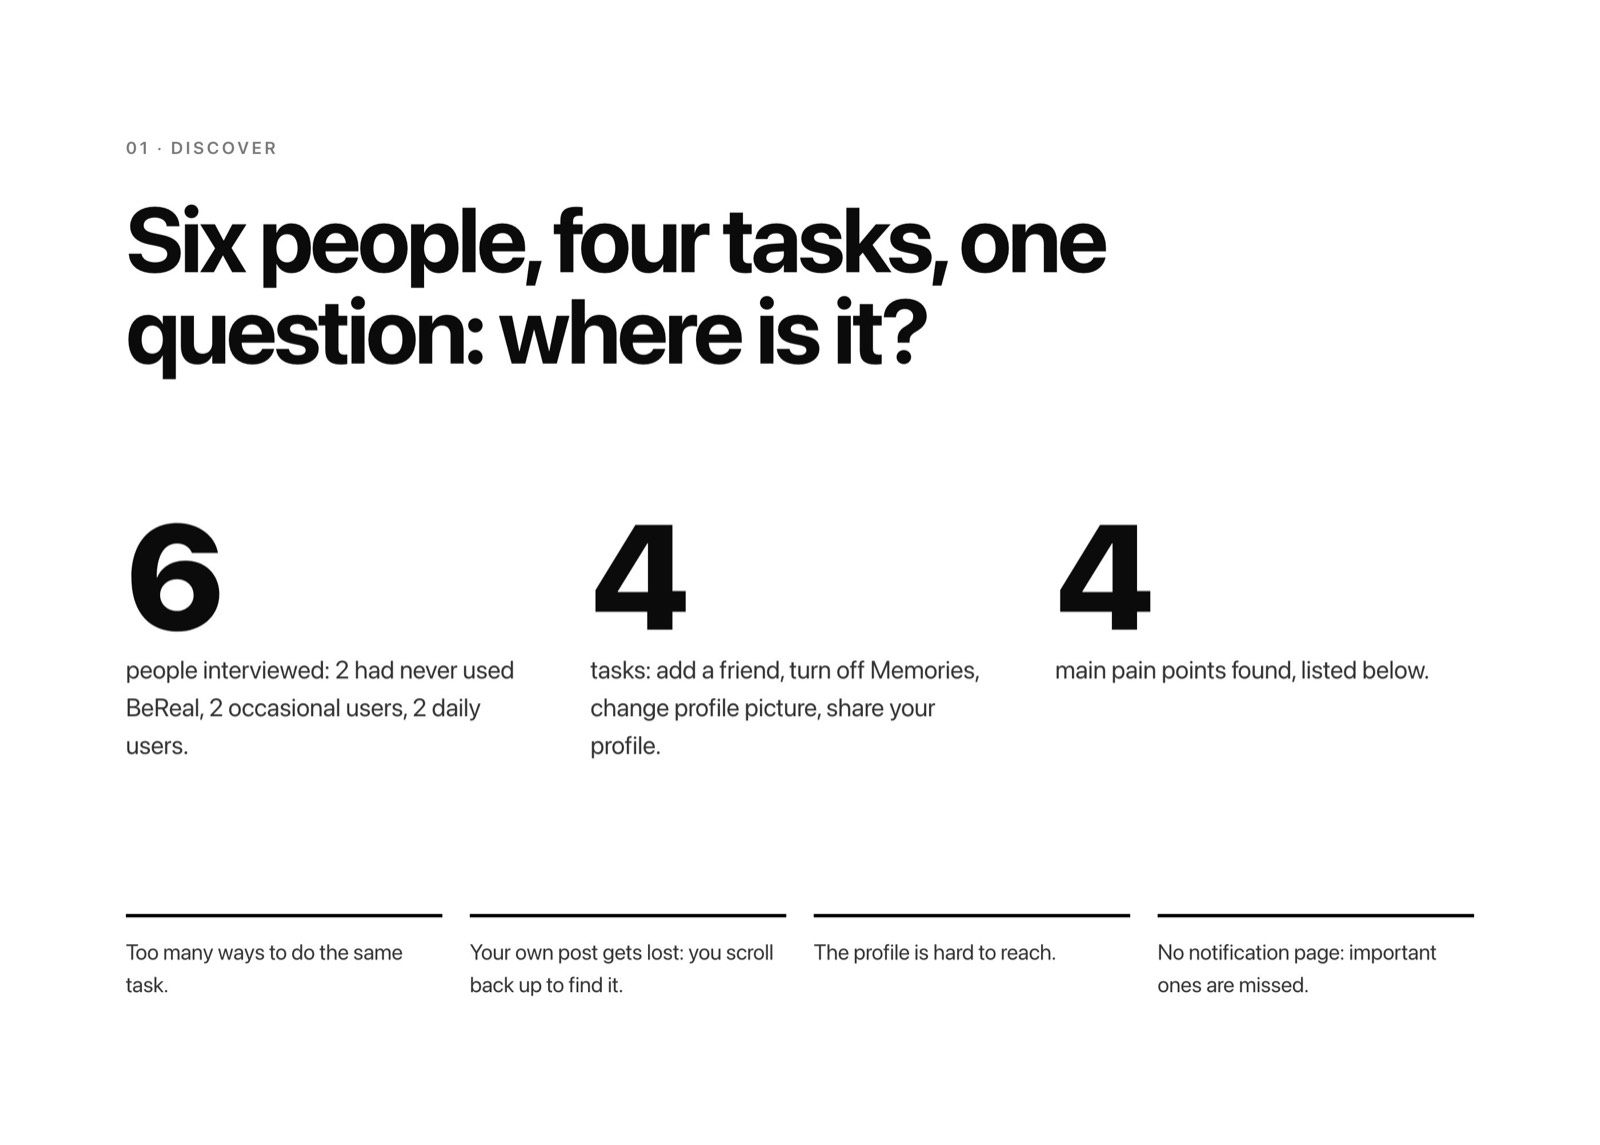 01 · DISCOVER
Six people, four tasks, one
question: where is it?
6
people interviewed: 2 had never used
BeReal, 2 occasional users, 2 daily
users.
4
tasks: add a friend, turn off Memories,
change profile picture, share your
profile.
4
main pain points found, listed below.
Too many ways to do the same
task.
Your own post gets lost: you scroll
back up to find it.
The profile is hard to reach.
No notification page: important
ones are missed.